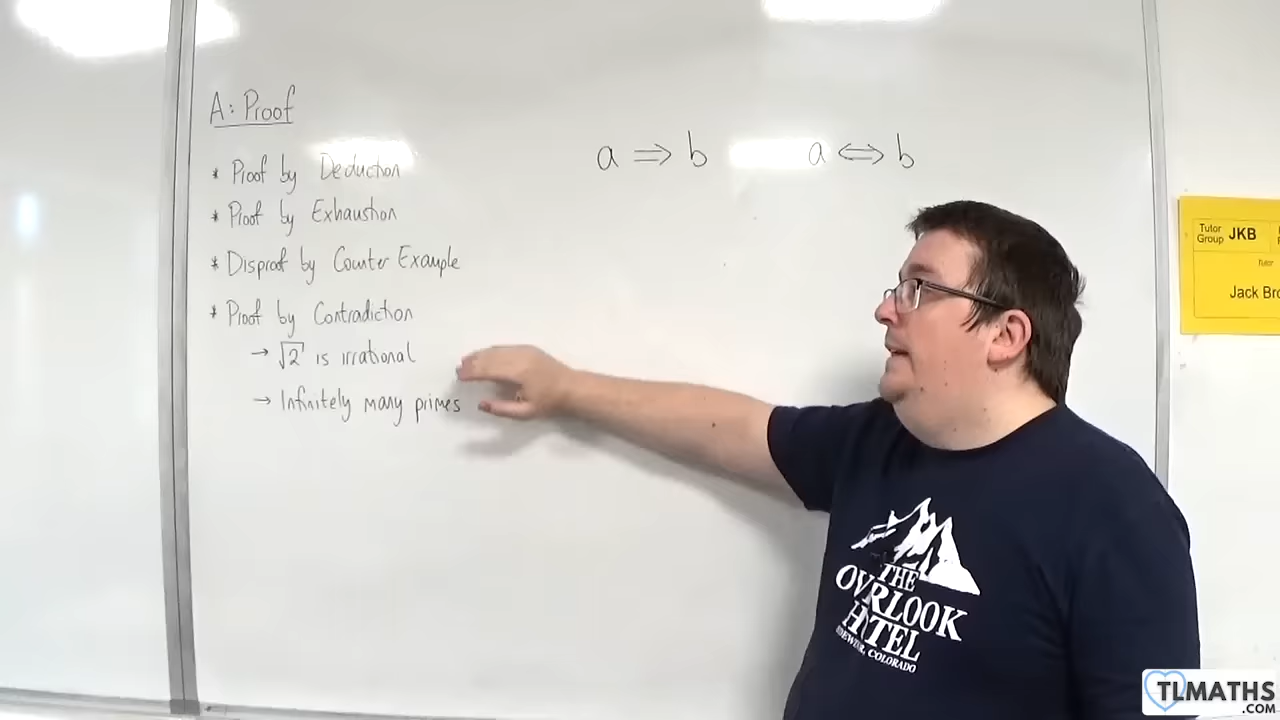 A: Proof
* Proof by Deduction
* Proof by Exhaustion
* Disproof by Counter Example
* Proof by Contradiction
→ √2 is irrational
→ Infinitely many primes
a ⇒ b
a ⇔ b
Tutor Group JKB
Tutor
Jack Bro
THE
OVERLOOK
HOTEL
COLORADO
TLMATHS
.COM